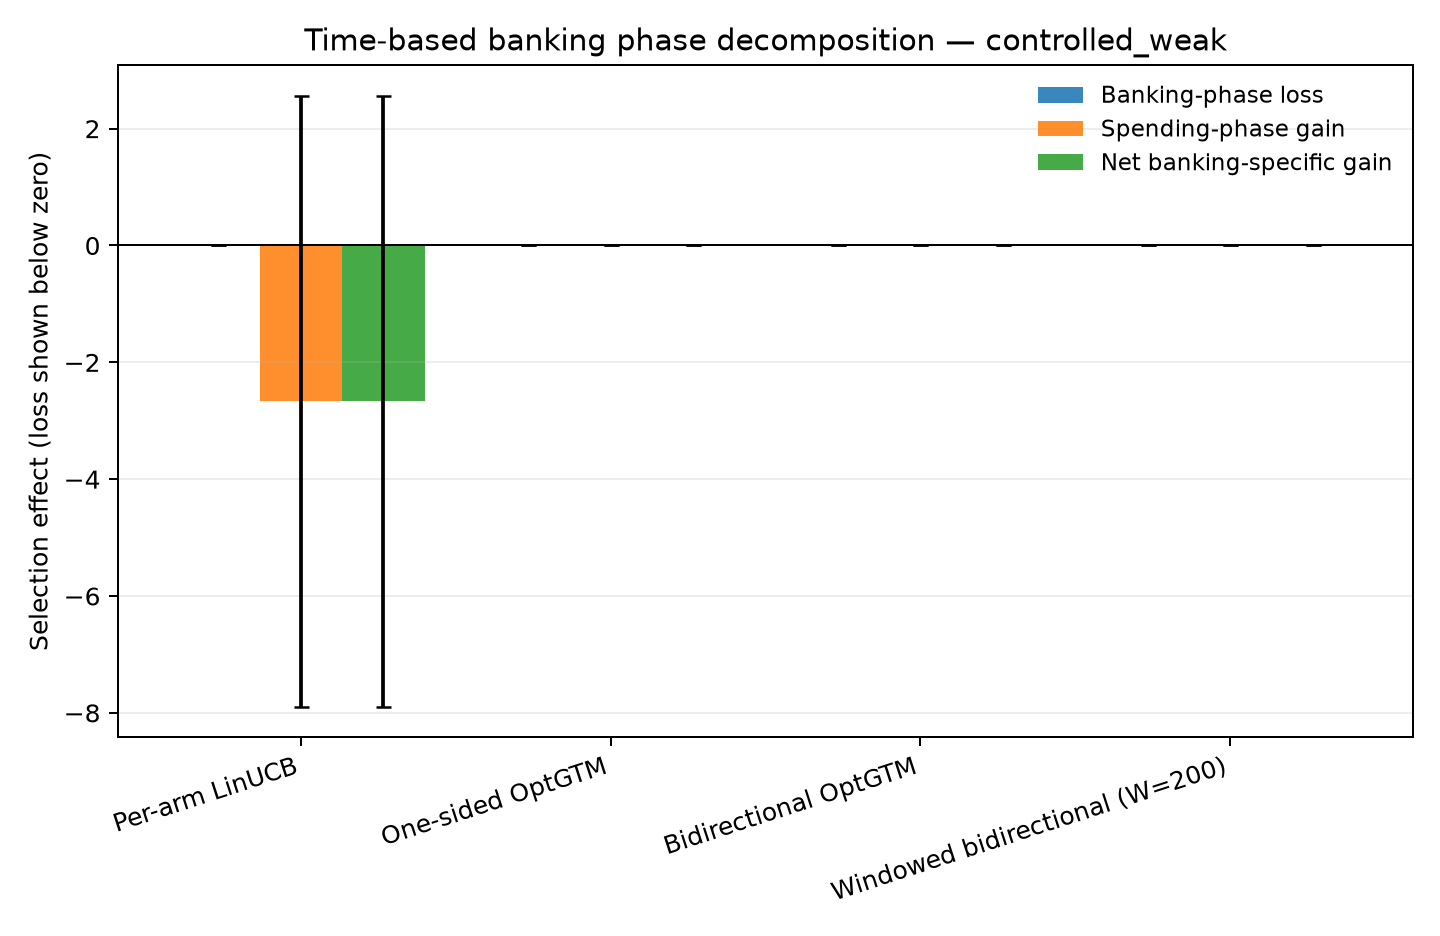 Time-based banking phase decomposition — controlled_weak
Banking-phase loss
Spending-phase gain
Net banking-specific gain
Selection effect (loss shown below zero)
2
0
−2
−4
−6
−8
Per-arm LinUCB
One-sided OptGTM
Bidirectional OptGTM
Windowed bidirectional (W=200)